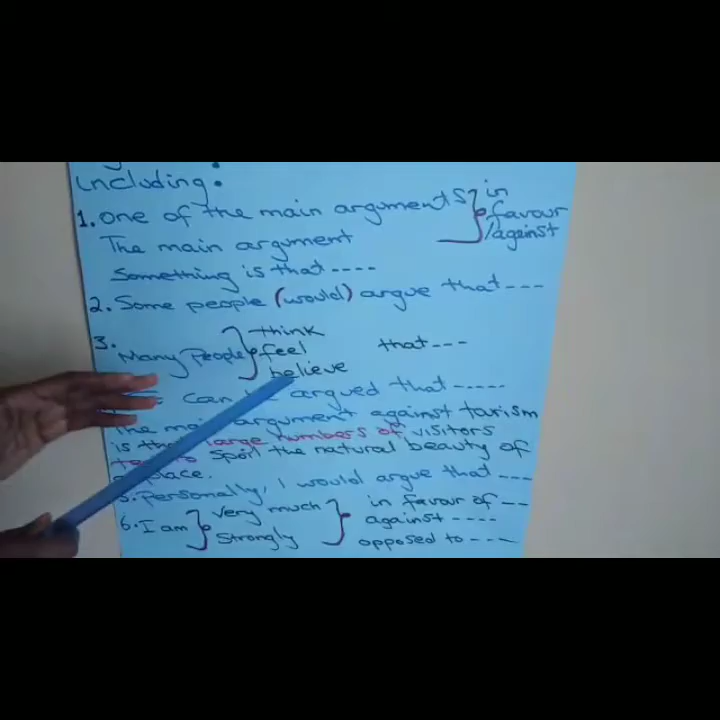 Including:
1. one of the main arguments } in favour /against
The main argument
Something is that ----
2. Some people (would) argue that ---
3. Many People } think feel believe that ---
can argued that -----
the main argument against tourism
is that large numbers of visitors
spoil the natural beauty of
place.
5. Personally, I would argue that ---
6. I am } very much Strongly } in favour of --- against ---- opposed to ---